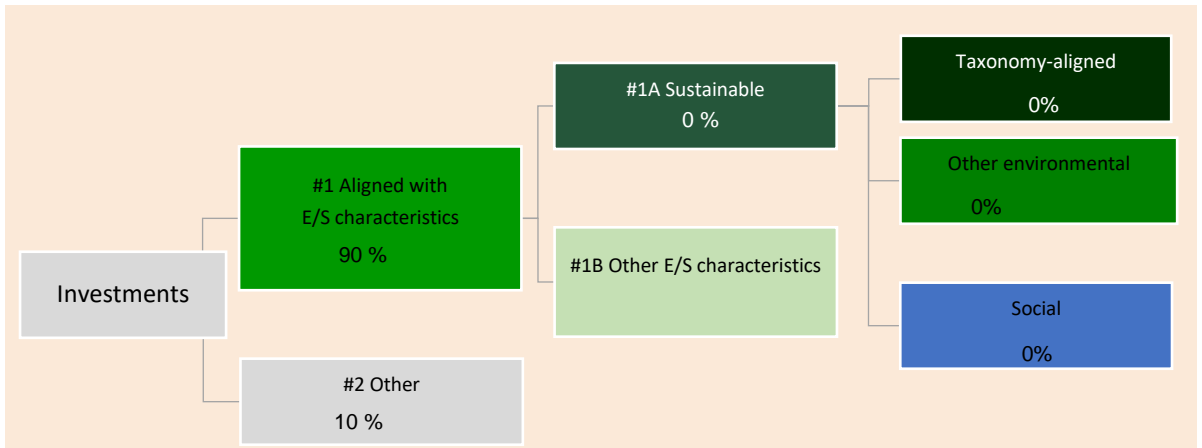 Investments
#1 Aligned with
E/S characteristics
90 %
#2 Other
10 %
#1A Sustainable
0 %
#1B Other E/S characteristics
Taxonomy-aligned
0%
Other environmental
0%
Social
0%